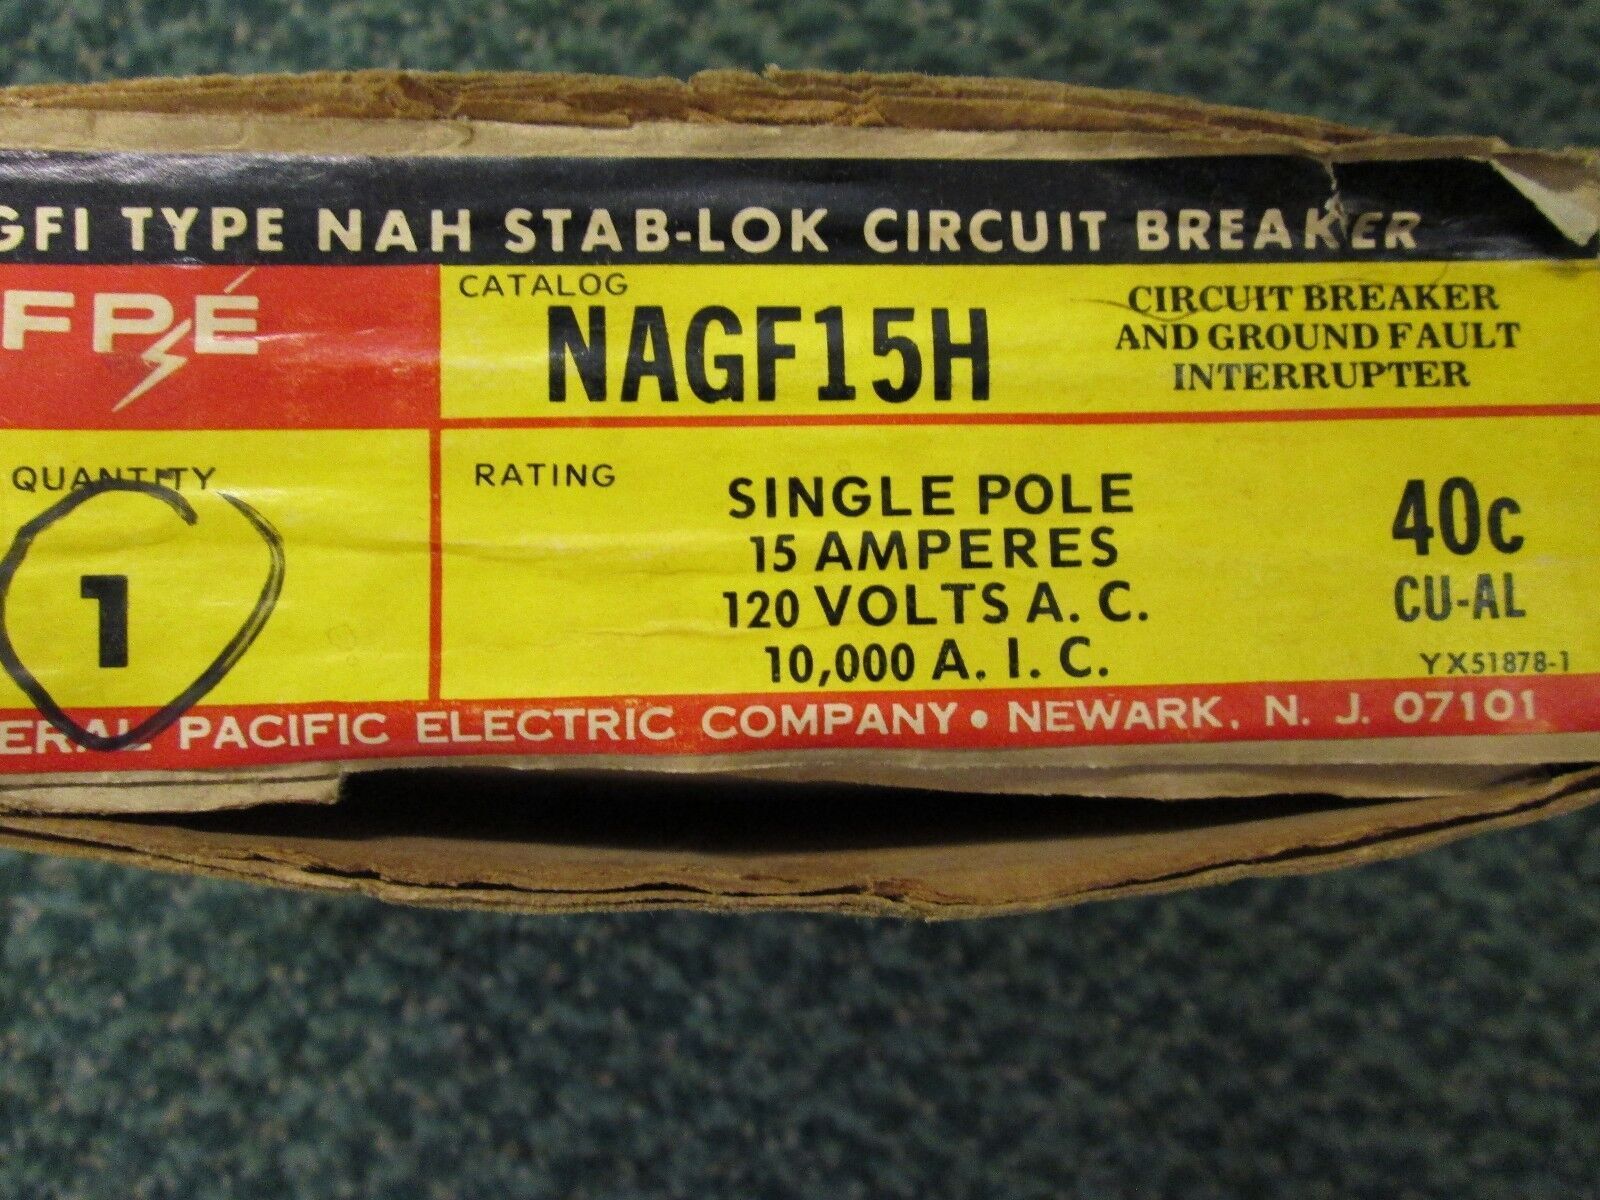 GFI TYPE NAH STAB-LOK CIRCUIT BREAKER
FPE
CATALOG
NAGF15H
CIRCUIT BREAKER
AND GROUND FAULT
INTERRUPTER
QUANTITY
1
RATING
SINGLE POLE
15 AMPERES
120 VOLTS A. C.
10,000 A. I. C.
40c
CU-AL
YX51878-1
ERAL PACIFIC ELECTRIC COMPANY • NEWARK, N. J. 07101